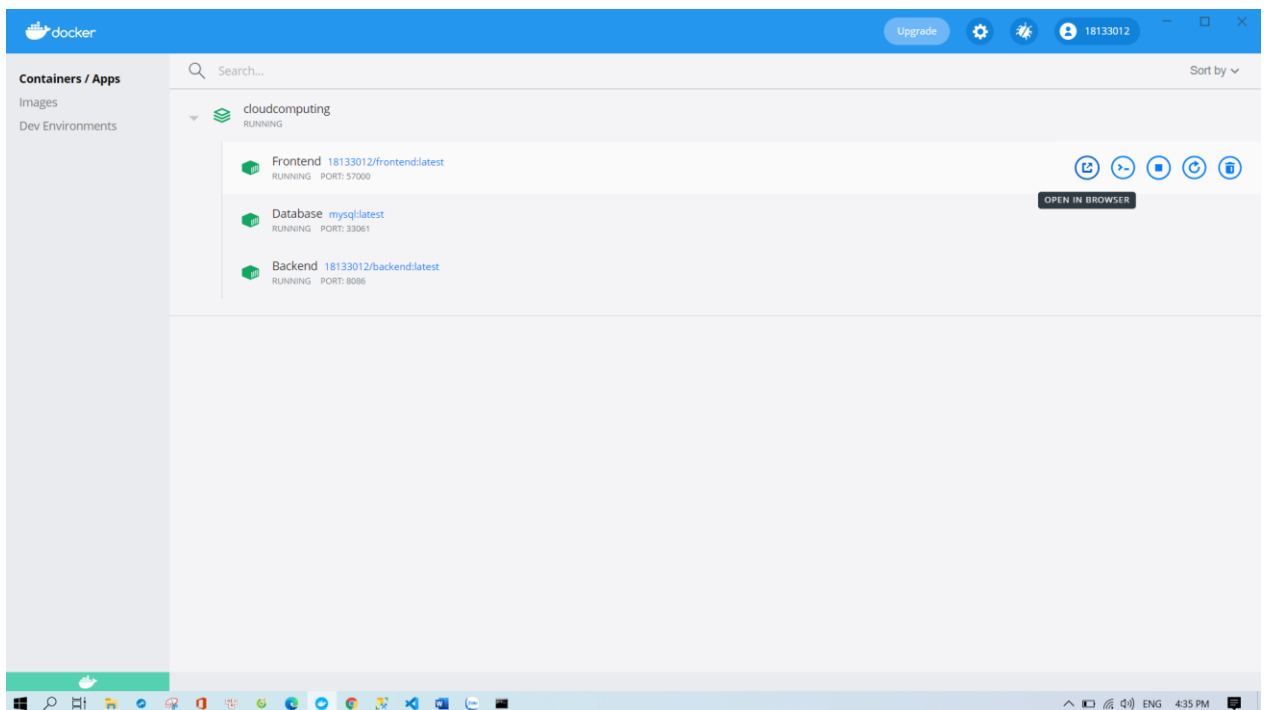 docker
Upgrade
18133012
Containers / Apps
Images
Dev Environments
Search...
Sort by
cloudcomputing
RUNNING
Frontend 18133012/frontend:latest
RUNNING PORT: 57000
OPEN IN BROWSER
Database mysql:latest
RUNNING PORT: 33061
Backend 18133012/backend:latest
RUNNING PORT: 8086
ENG 4:35 PM